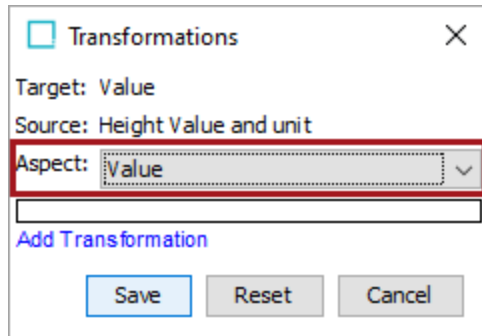 Transformations
Target: Value
Source: Height Value and unit
Aspect: Value
Add Transformation
Save Reset Cancel